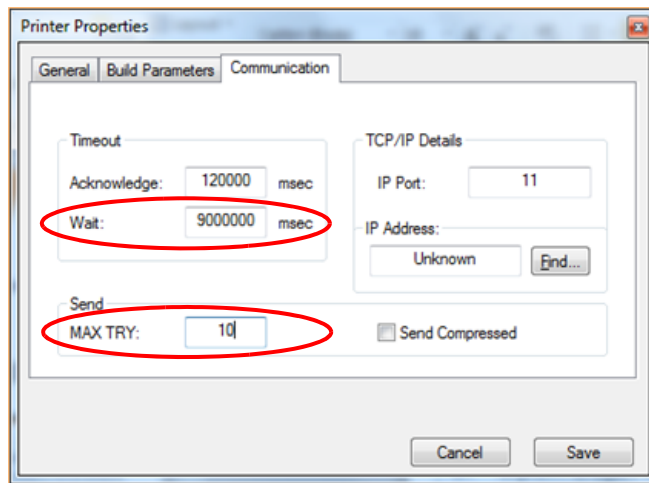 Printer Properties
General Build Parameters Communication
Timeout
Acknowledge: 120000 msec
Wait: 9000000 msec
TCP/IP Details
IP Port: 11
IP Address:
Unknown Find...
Send
MAX TRY: 10
Send Compressed
Cancel Save